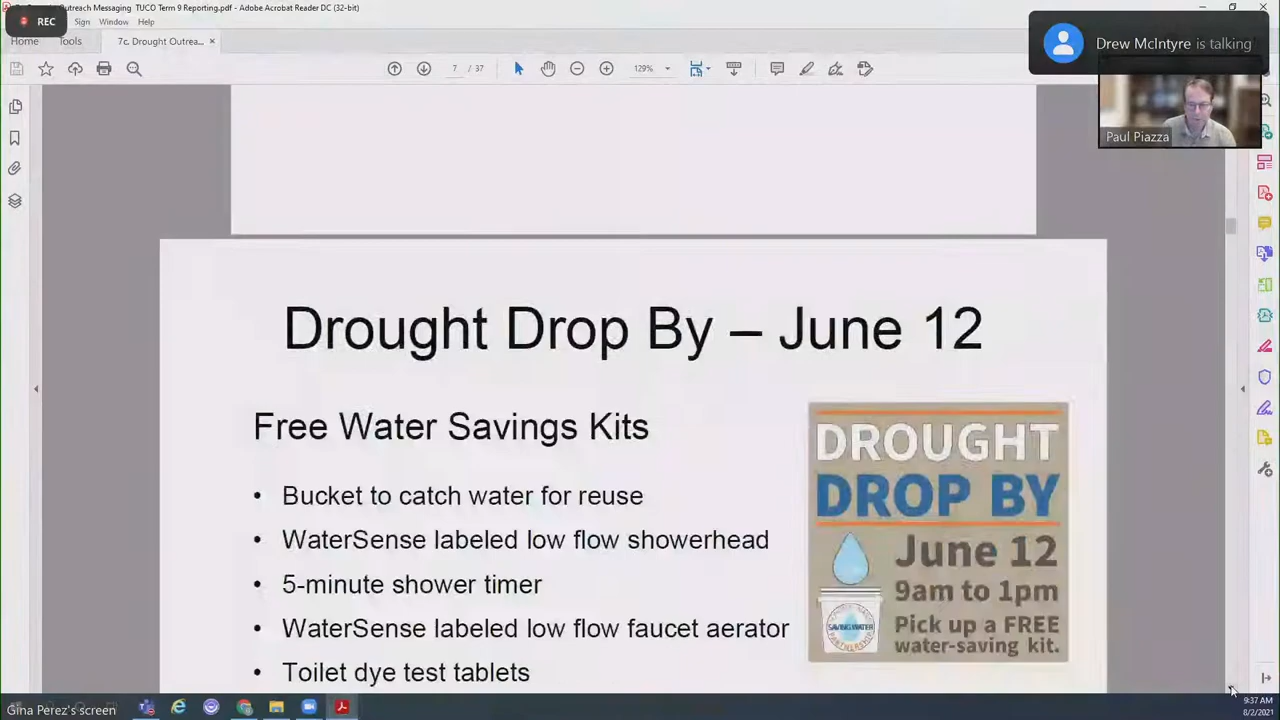 Outreach Messaging TUCO Term 9 Reporting.pdf - Adobe Acrobat Reader DC (32-bit)
REC
Sign Window Help
Home Tools 7c. Drought Outrea... ×
7 / 37 129%
Drew McIntyre is talking
Paul Piazza
Drought Drop By – June 12
Free Water Savings Kits
• Bucket to catch water for reuse
• WaterSense labeled low flow showerhead
• 5-minute shower timer
• WaterSense labeled low flow faucet aerator
• Toilet dye test tablets
DROUGHT
DROP BY
June 12
9am to 1pm
Pick up a FREE
water-saving kit.
SAVING WATER
PARTNERSHIP
Gina Perez's screen
9:37 AM
8/2/2021